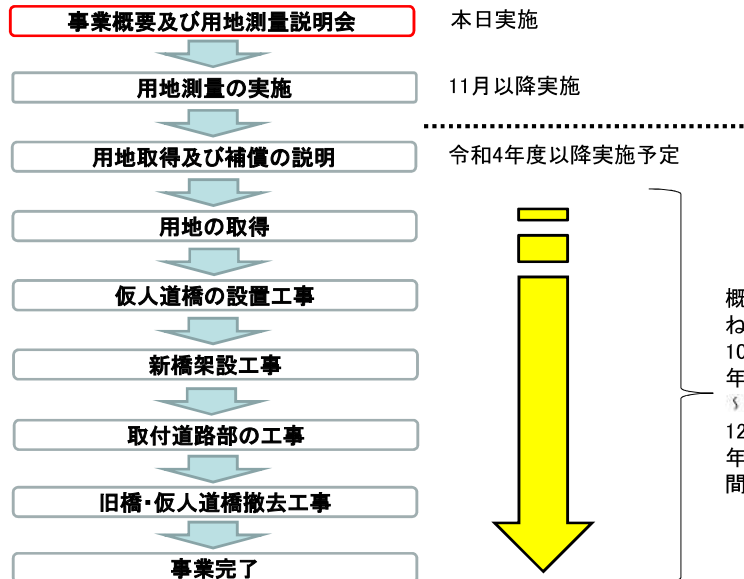 事業概要及び用地測量説明会
本日実施
用地測量の実施
11月以降実施
用地取得及び補償の説明
令和4年度以降実施予定
用地の取得
仮人道橋の設置工事
新橋架設工事
取付道路部の工事
旧橋・仮人道橋撤去工事
事業完了
概
ね
10
年
~
12
年
間